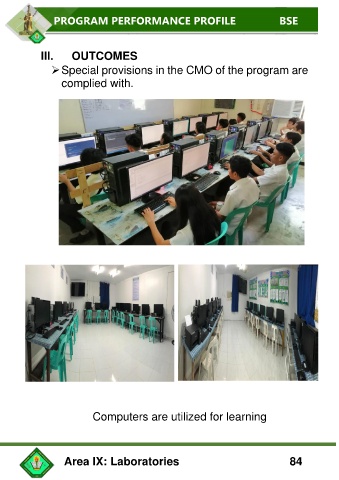 PROGRAM PERFORMANCE PROFILE BSE
III. OUTCOMES
➢Special provisions in the CMO of the program are
complied with.
Computers are utilized for learning
Area IX: Laboratories 84